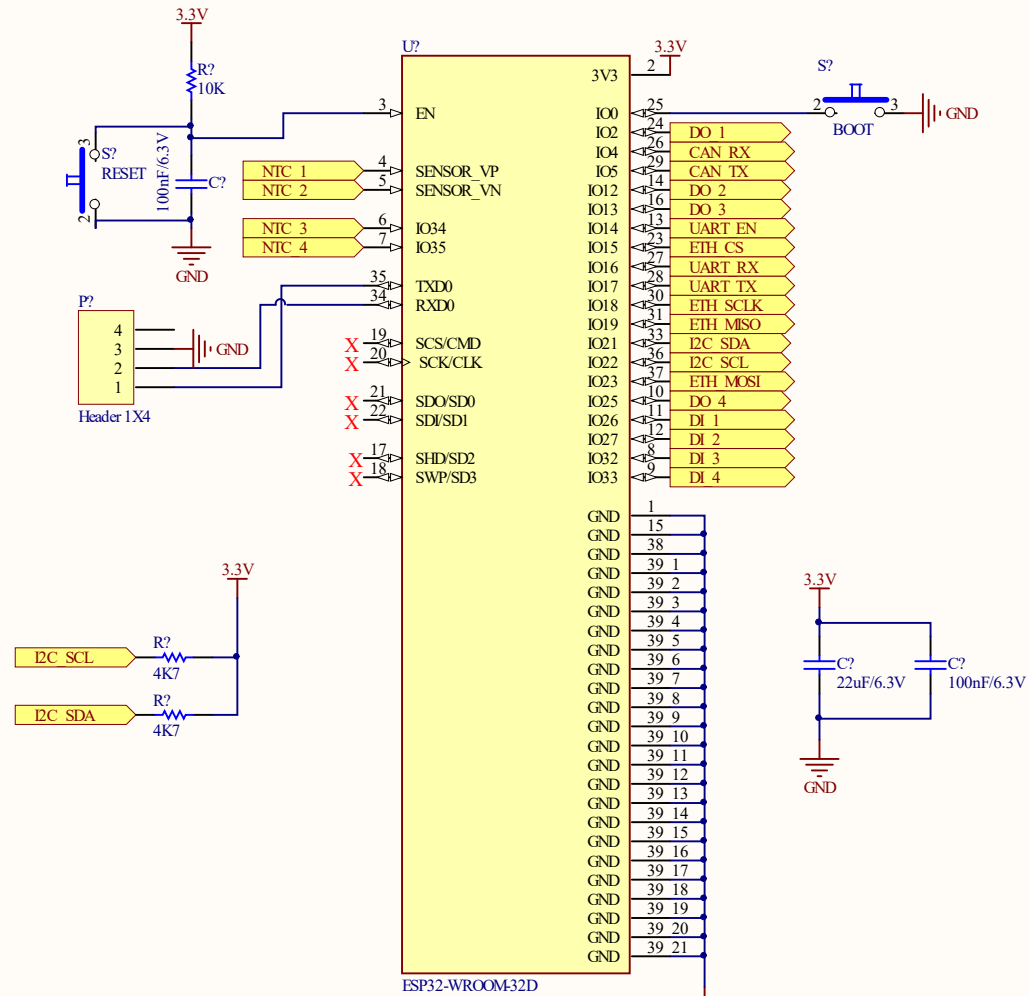 3.3V
R?
10K
3
S?
RESET
2
100nF/6.3V
C?
GND
NTC_1
NTC_2
NTC_3
NTC_4
P?
4
3
2
1
GND
Header 1X4
3.3V
I2C_SCL
R?
4K7
I2C_SDA
R?
4K7
U?
3 EN
4 SENSOR_VP
5 SENSOR_VN
6 IO34
7 IO35
35 TXD0
34 RXD0
X 19 SCS/CMD
X 20 SCK/CLK
X 21 SDO/SD0
X 22 SDI/SD1
X 17 SHD/SD2
X 18 SWP/SD3
3V3 2 3.3V
IO0 25
IO2 24 DO_1
IO4 26 CAN_RX
IO5 29 CAN_TX
IO12 14 DO_2
IO13 16 DO_3
IO14 13 UART_EN
IO15 23 ETH_CS
IO16 27 UART_RX
IO17 28 UART_TX
IO18 30 ETH_SCLK
IO19 31 ETH_MISO
IO21 33 I2C_SDA
IO22 36 I2C_SCL
IO23 37 ETH_MOSI
IO25 10 DO_4
IO26 11 DI_1
IO27 12 DI_2
IO32 8 DI_3
IO33 9 DI_4
GND 1
GND 15
GND 38
GND 39_1
GND 39_2
GND 39_3
GND 39_4
GND 39_5
GND 39_6
GND 39_7
GND 39_8
GND 39_9
GND 39_10
GND 39_11
GND 39_12
GND 39_13
GND 39_14
GND 39_15
GND 39_16
GND 39_17
GND 39_18
GND 39_19
GND 39_20
GND 39_21
ESP32-WROOM-32D
S?
2
3
BOOT
GND
3.3V
C?
22uF/6.3V
C?
100nF/6.3V
GND